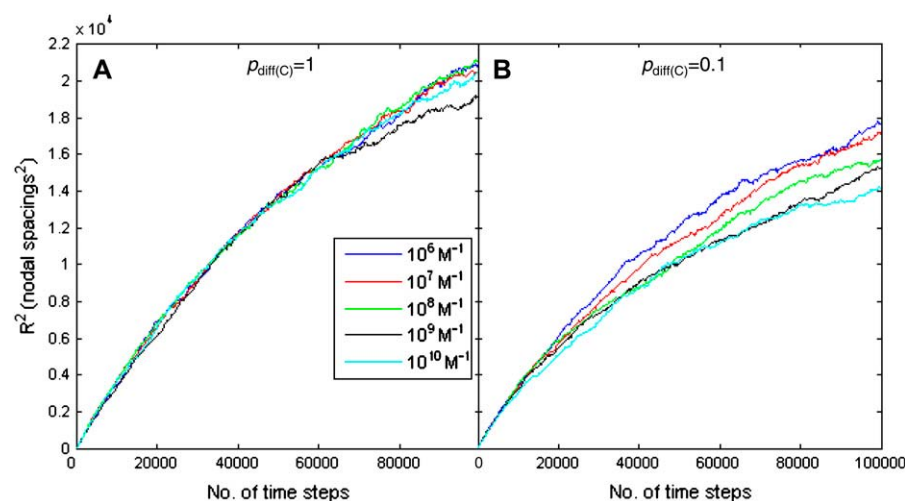 × 10⁴
2.2
2
1.8
1.6
1.4
1.2
1
0.8
0.6
0.4
0.2
0
R² (nodal spacings²)
A
p_diff(C)=1
B
p_diff(C)=0.1
10⁶ M⁻¹
10⁷ M⁻¹
10⁸ M⁻¹
10⁹ M⁻¹
10¹⁰ M⁻¹
0 20000 40000 60000 80000 0 20000 40000 60000 80000 100000
No. of time steps No. of time steps